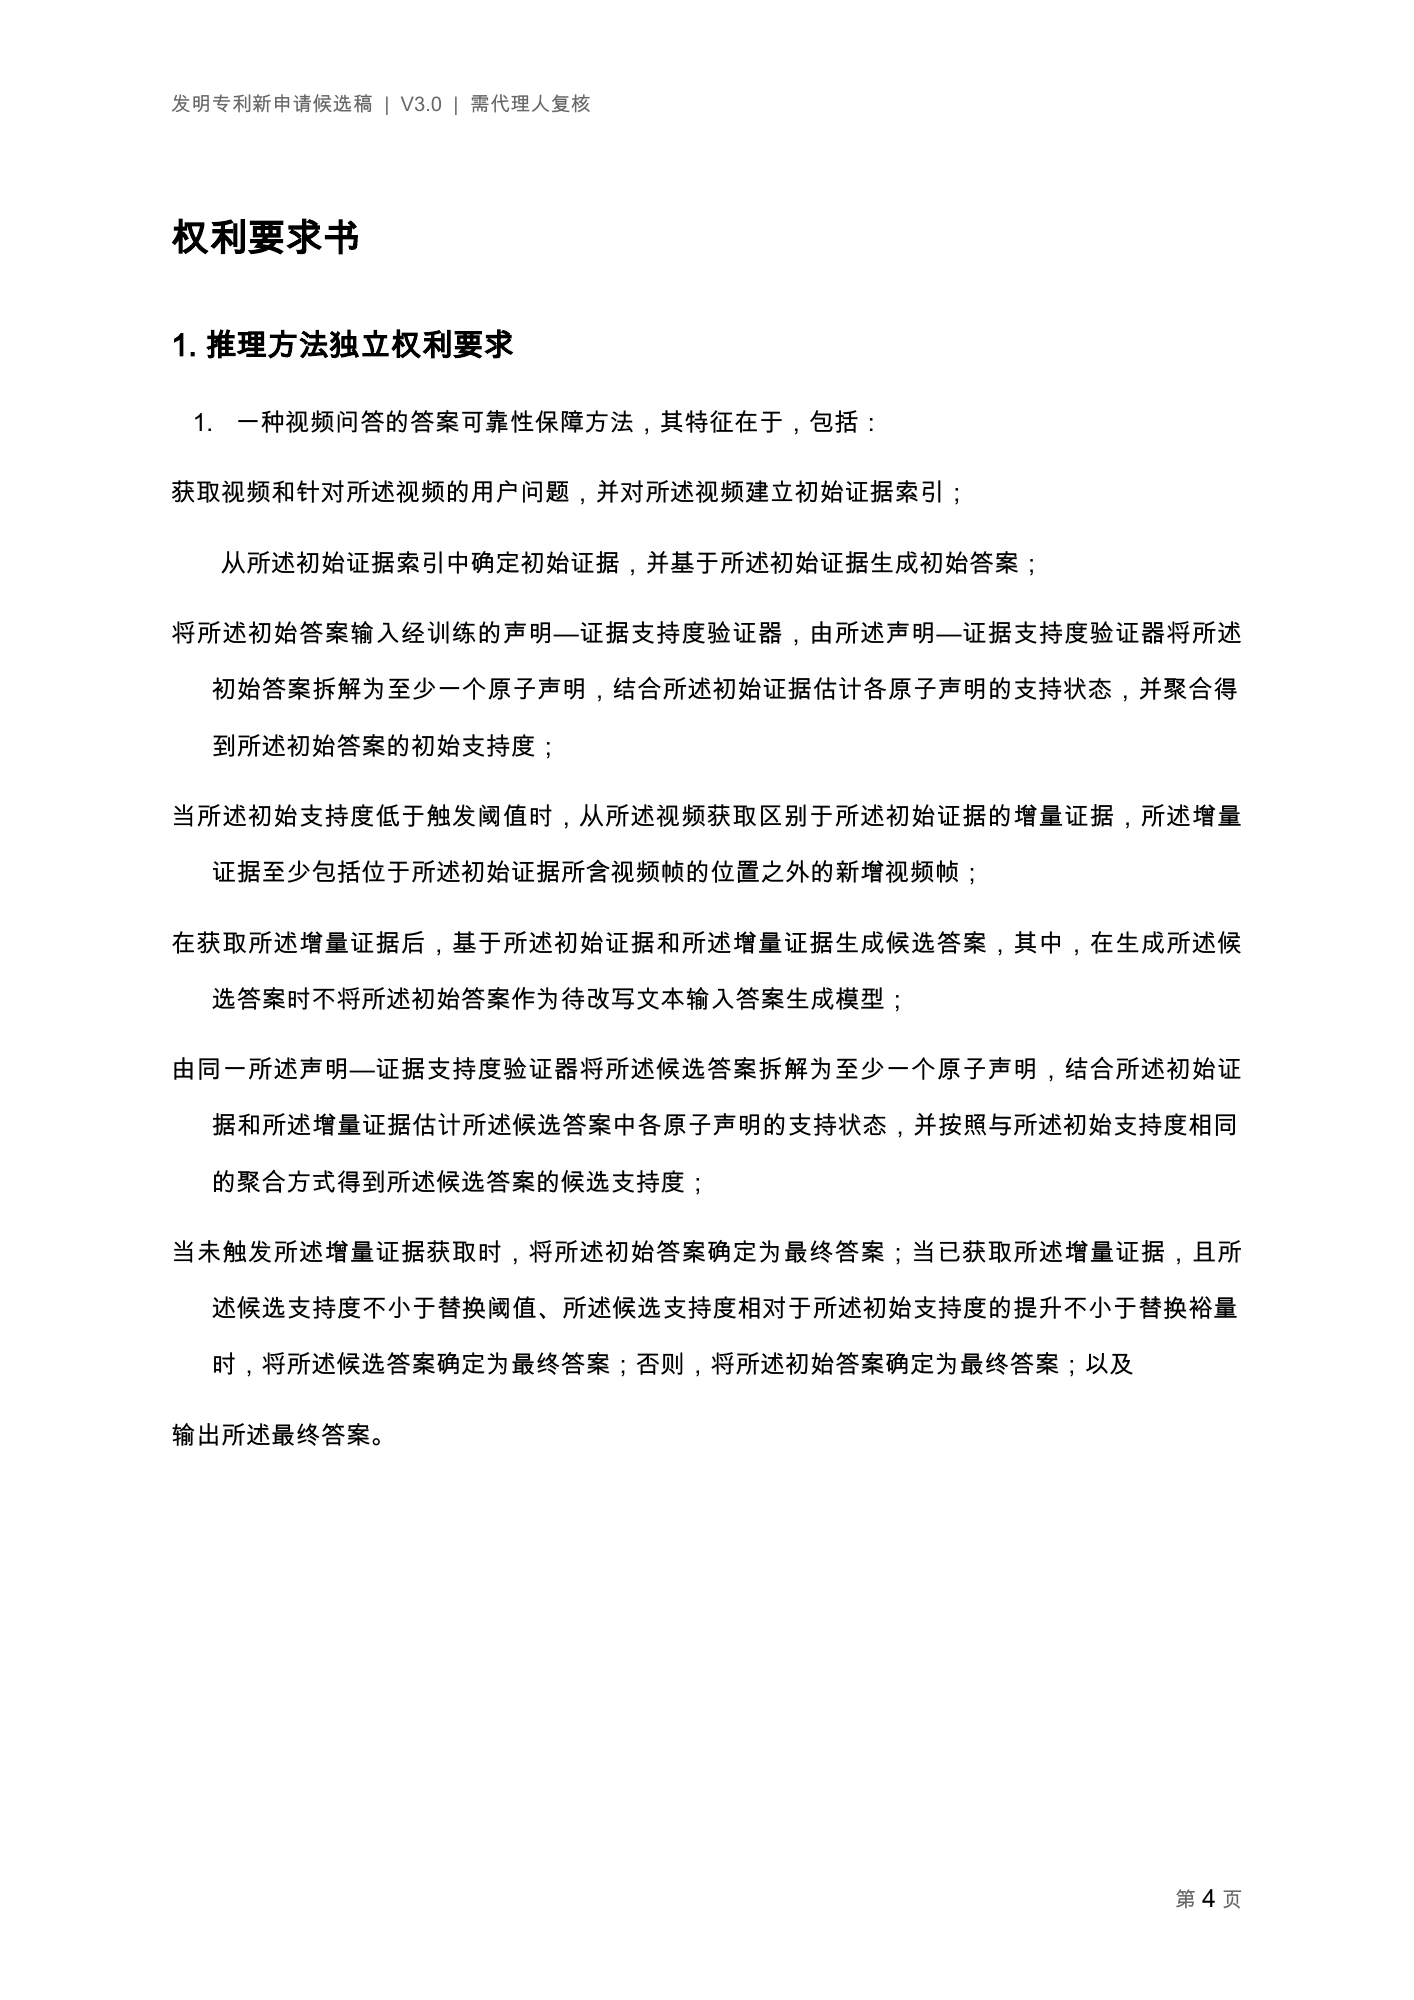 发明专利新申请候选稿 | V3.0 | 需代理人复核
权利要求书
1. 推理方法独立权利要求
1. 一种视频问答的答案可靠性保障方法，其特征在于，包括：
获取视频和针对所述视频的用户问题，并对所述视频建立初始证据索引；
从所述初始证据索引中确定初始证据，并基于所述初始证据生成初始答案；
将所述初始答案输入经训练的声明—证据支持度验证器，由所述声明—证据支持度验证器将所述
初始答案拆解为至少一个原子声明，结合所述初始证据估计各原子声明的支持状态，并聚合得
到所述初始答案的初始支持度；
当所述初始支持度低于触发阈值时，从所述视频获取区别于所述初始证据的增量证据，所述增量
证据至少包括位于所述初始证据所含视频帧的位置之外的新增视频帧；
在获取所述增量证据后，基于所述初始证据和所述增量证据生成候选答案，其中，在生成所述候
选答案时不将所述初始答案作为待改写文本输入答案生成模型；
由同一所述声明—证据支持度验证器将所述候选答案拆解为至少一个原子声明，结合所述初始证
据和所述增量证据估计所述候选答案中各原子声明的支持状态，并按照与所述初始支持度相同
的聚合方式得到所述候选答案的候选支持度；
当未触发所述增量证据获取时，将所述初始答案确定为最终答案；当已获取所述增量证据，且所
述候选支持度不小于替换阈值、所述候选支持度相对于所述初始支持度的提升不小于替换裕量
时，将所述候选答案确定为最终答案；否则，将所述初始答案确定为最终答案；以及
输出所述最终答案。
第 4 页